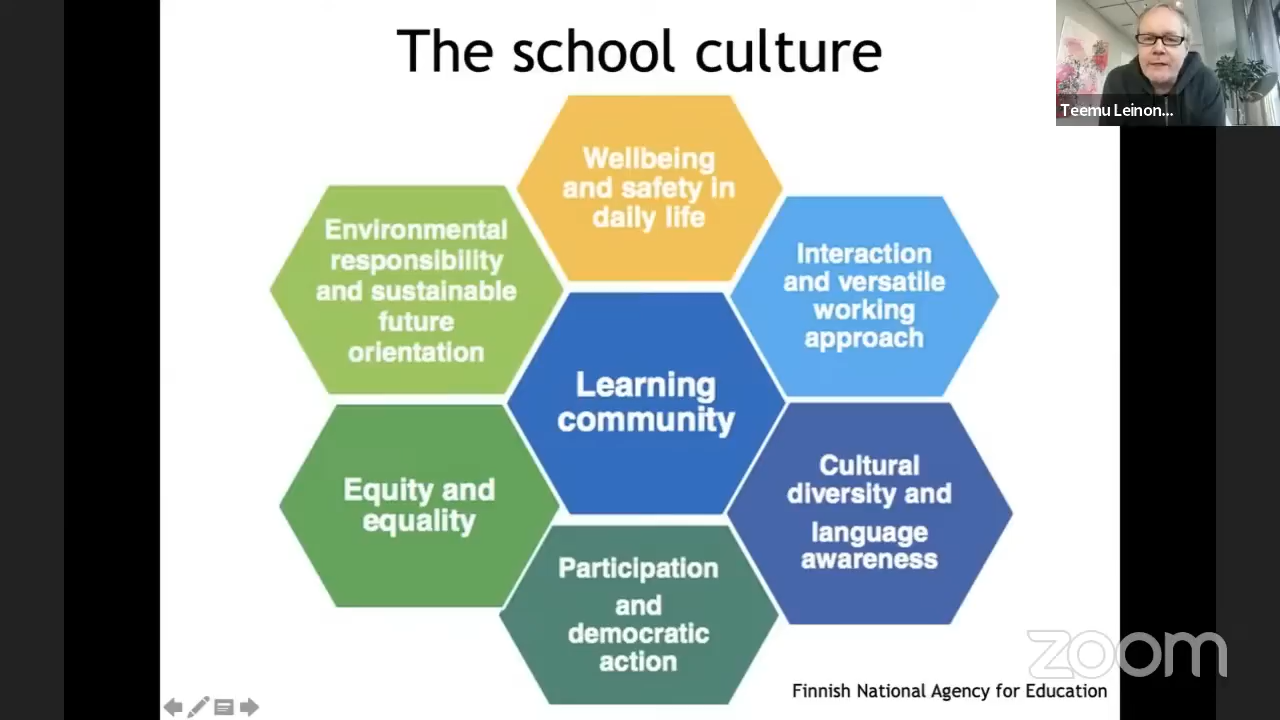 The school culture
Teemu Leinon...
Wellbeing
and safety in
daily life
Environmental
responsibility
and sustainable
future
orientation
Interaction
and versatile
working
approach
Learning
community
Equity and
equality
Cultural
diversity and
language
awareness
Participation
and
democratic
action
zoom
Finnish National Agency for Education